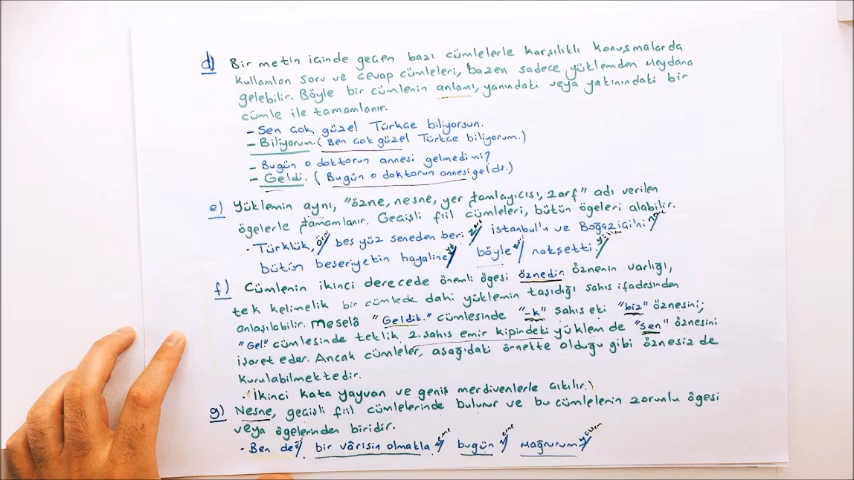 d) Bir metin içinde geçen bazı cümlelerle karşılıklı konuşmalarda
kullanılan soru ve cevap cümleleri, bazen sadece yüklemden meydana
gelebilir. Böyle bir cümlenin anlamı, yanındaki veya yakınındaki bir
cümle ile tamamlanır.
- Sen çok güzel Türkçe biliyorsun.
- Biliyorum. (Ben çok güzel Türkçe biliyorum.)
- Bugün o doktorun annesi gelmedi mi?
- Geldi. (Bugün o doktorun annesi geldi.)
e) Yüklemin aynı, "özne, nesne, yer tamlayıcısı, zarf" adı verilen
ögelerle tamamlanır. Geçişli fiil cümleleri, bütün ögeleri alabilir.
• Türklük, / beş yüz seneden beri / İstanbul'u ve Boğaziçi'ni /
bütün beşeriyetin hayaline / böyle / nakşetti. /
f) Cümlenin ikinci derecede önemli ögesi öznedir. Öznenin varlığı,
tek kelimelik bir cümlede dahi yüklemin taşıdığı şahıs ifadesinden
anlaşılabilir. Meselâ "Geldik." cümlesinde "-k" şahıs eki "biz" öznesini;
"Gel" cümlesinde teklik 2. şahıs emir kipindeki yüklem de "sen" öznesini
işaret eder. Ancak cümleler, aşağıdaki örnekte olduğu gibi öznesiz de
kurulabilmektedir.
• (İkinci kata yayvan ve geniş merdivenlerle çıkılır.)
g) Nesne, geçişli fiil cümlelerinde bulunur ve bu cümlelerin zorunlu ögesi
veya ögelerinden biridir.
• Ben de / bir vârisin olmakla / bugün / mağrurum /